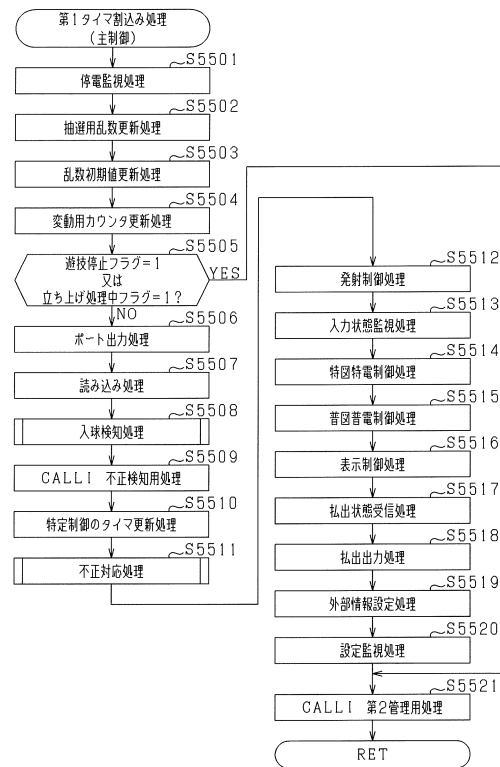 第１タイマ割込み処理
（主制御）
S5501
停電監視処理
S5502
抽選用乱数更新処理
S5503
乱数初期値更新処理
S5504
変動用カウンタ更新処理
S5505
遊技停止フラグ＝１
又は
立ち上げ処理中フラグ＝１？
YES
NO
S5506
ポート出力処理
S5507
読み込み処理
S5508
入球検知処理
S5509
CALLI 不正検知用処理
S5510
特定制御のタイマ更新処理
S5511
不正対応処理
S5512
発射制御処理
S5513
入力状態監視処理
S5514
特図特電制御処理
S5515
普図普電制御処理
S5516
表示制御処理
S5517
払出状態受信処理
S5518
払出出力処理
S5519
外部情報設定処理
S5520
設定監視処理
S5521
CALLI 第2管理用処理
RET